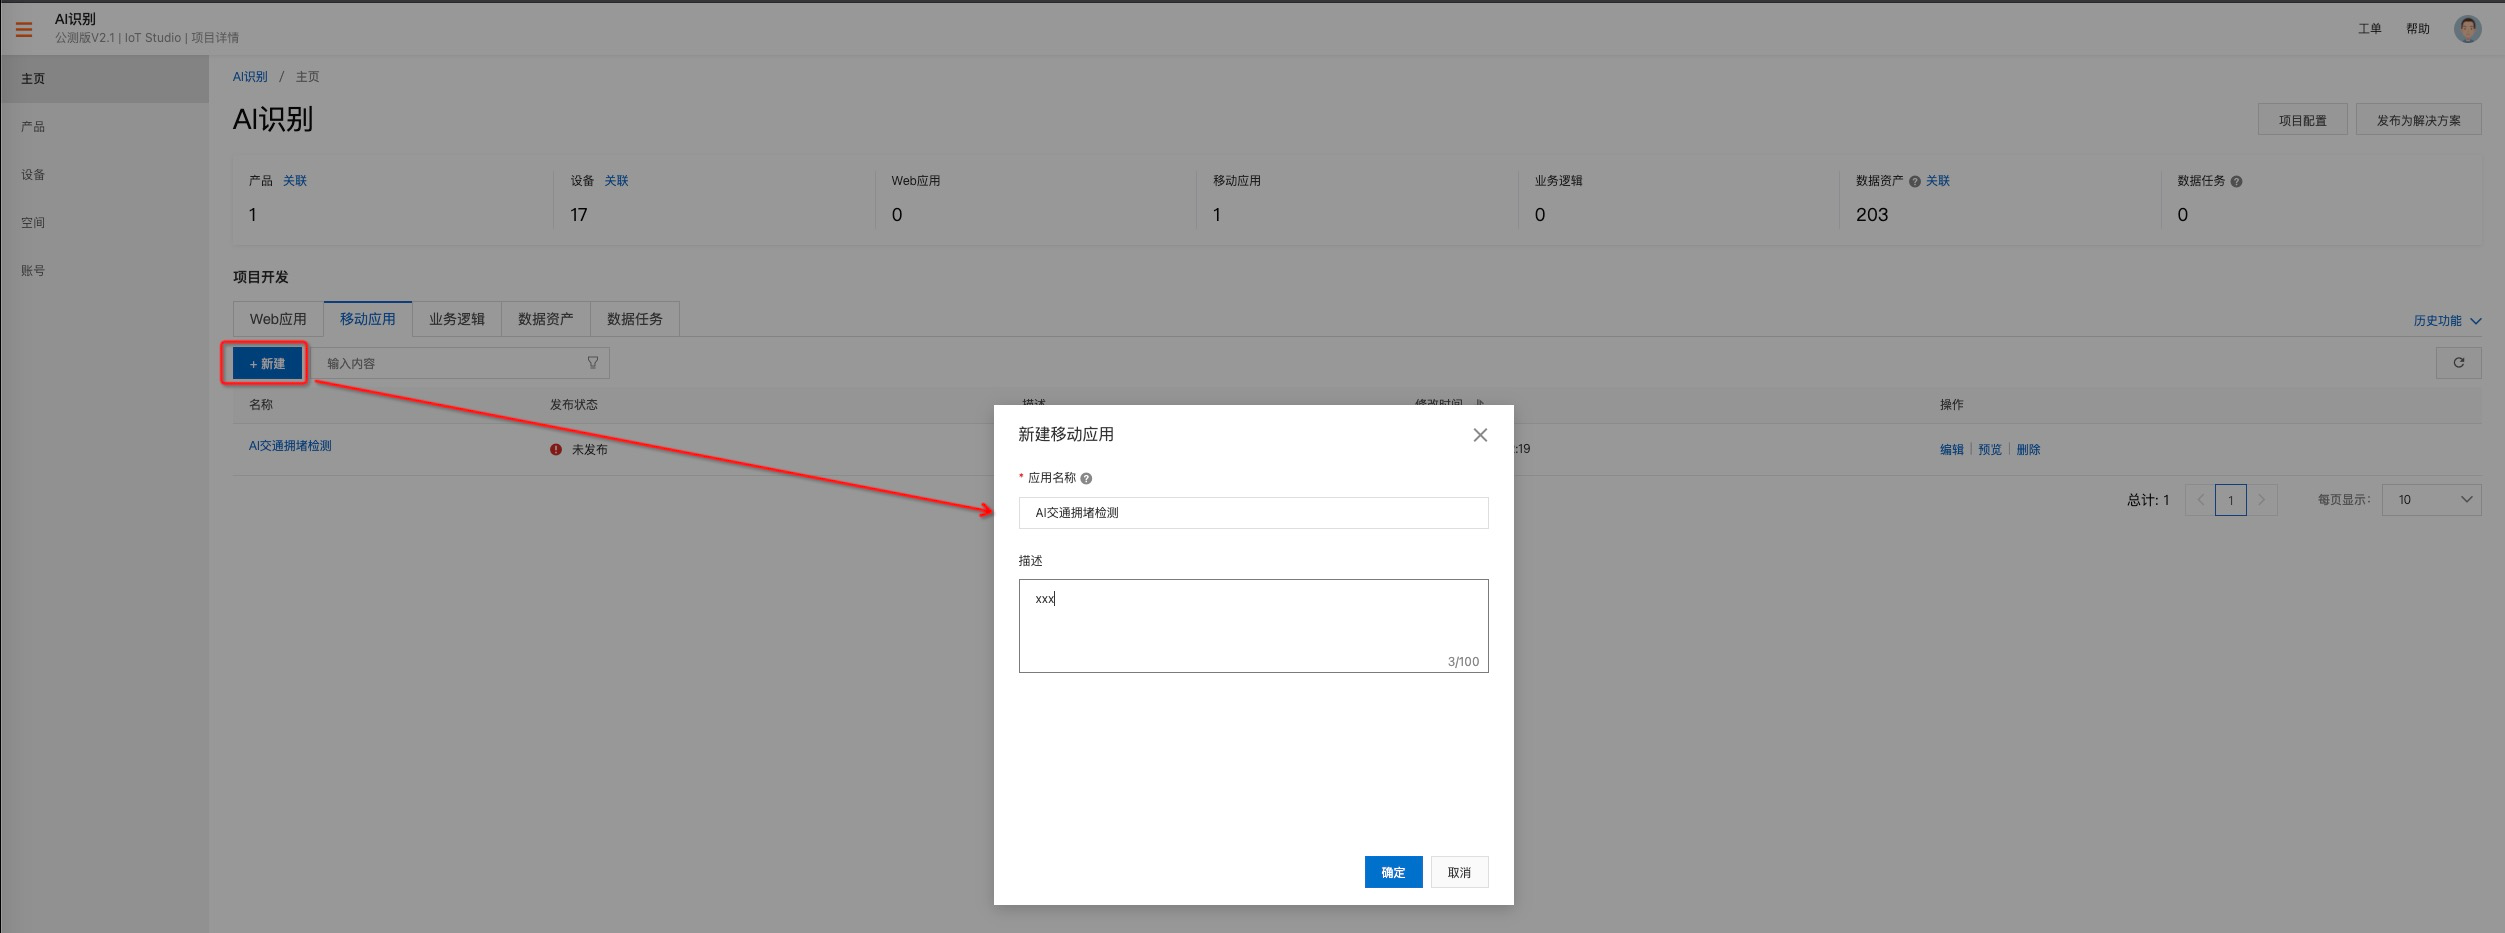 AI识别
公测版V2.1 | IoT Studio | 项目详情
工单 帮助
主页
产品
设备
空间
账号
AI识别 / 主页
AI识别
项目配置 发布为解决方案
产品 关联 设备 关联 Web应用 移动应用 业务逻辑 数据资产 关联 数据任务
1 17 0 1 0 203 0
项目开发
Web应用 移动应用 业务逻辑 数据资产 数据任务
历史功能
+ 新建 输入内容
名称 发布状态 描述 修改时间 操作
AI交通拥堵检测 未发布 :19 编辑 | 预览 | 删除
总计: 1 1 每页显示: 10
新建移动应用
* 应用名称
AI交通拥堵检测
描述
xxx
3/100
确定 取消